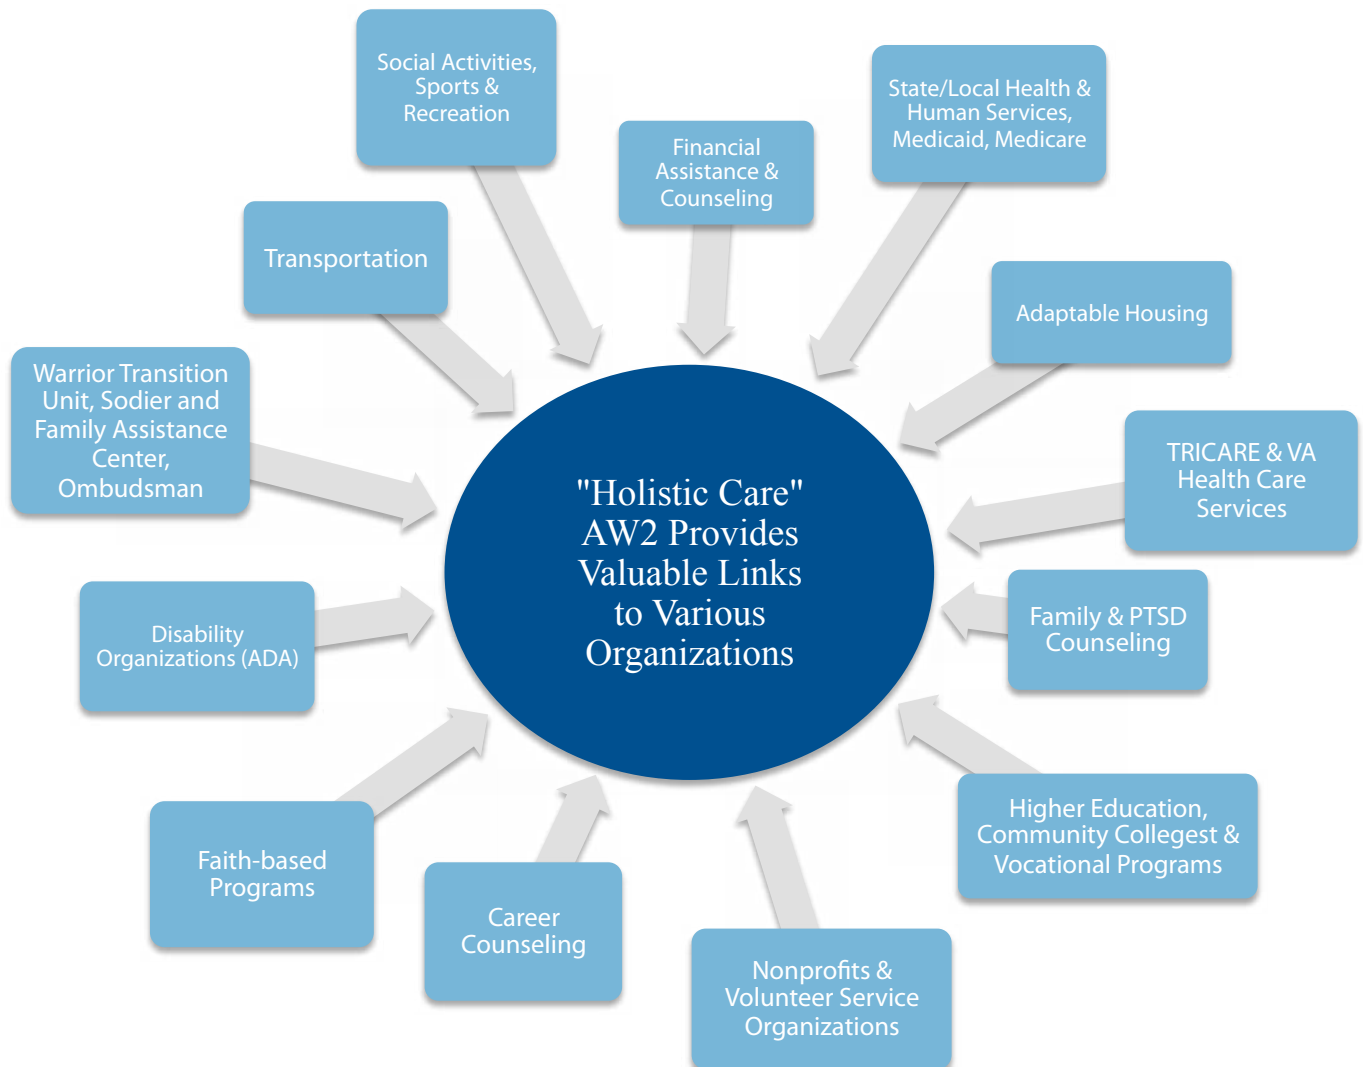 Social Activities,
Sports &
Recreation
State/Local Health &
Human Services,
Medicaid, Medicare
Financial
Assistance &
Counseling
Transportation
Adaptable Housing
Warrior Transition
Unit, Sodier and
Family Assistance
Center,
Ombudsman
TRICARE & VA
Health Care
Services
"Holistic Care"
AW2 Provides
Valuable Links
to Various
Organizations
Disability
Organizations (ADA)
Family & PTSD
Counseling
Higher Education,
Community Collegest &
Vocational Programs
Faith-based
Programs
Career
Counseling
Nonprofits &
Volunteer Service
Organizations